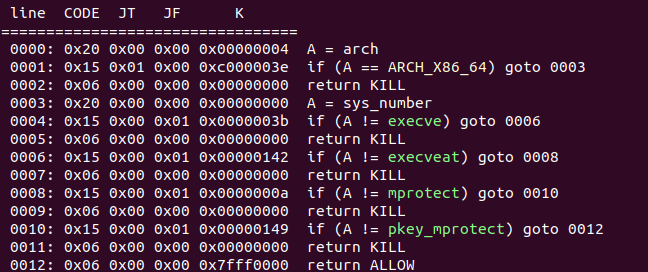 line  CODE  JT   JF      K
=================================
0000: 0x20 0x00 0x00 0x00000004  A = arch
0001: 0x15 0x01 0x00 0xc000003e  if (A == ARCH_X86_64) goto 0003
0002: 0x06 0x00 0x00 0x00000000  return KILL
0003: 0x20 0x00 0x00 0x00000000  A = sys_number
0004: 0x15 0x00 0x01 0x0000003b  if (A != execve) goto 0006
0005: 0x06 0x00 0x00 0x00000000  return KILL
0006: 0x15 0x00 0x01 0x00000142  if (A != execveat) goto 0008
0007: 0x06 0x00 0x00 0x00000000  return KILL
0008: 0x15 0x00 0x01 0x0000000a  if (A != mprotect) goto 0010
0009: 0x06 0x00 0x00 0x00000000  return KILL
0010: 0x15 0x00 0x01 0x00000149  if (A != pkey_mprotect) goto 0012
0011: 0x06 0x00 0x00 0x00000000  return KILL
0012: 0x06 0x00 0x00 0x7fff0000  return ALLOW